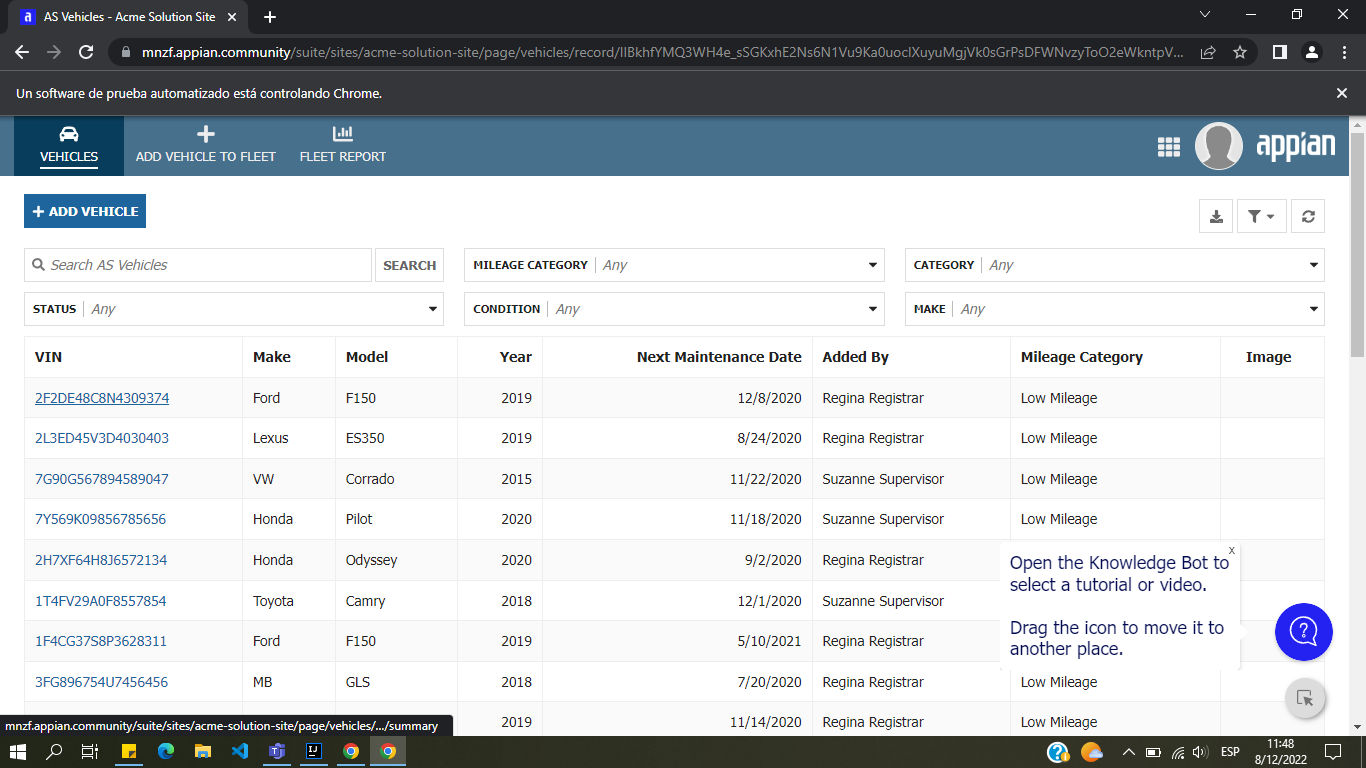 AS Vehicles - Acme Solution Site
mnzf.appian.community/suite/sites/acme-solution-site/page/vehicles/record/
Un software de prueba automatizado está controlando Chrome.
VEHICLES
ADD VEHICLE TO FLEET
FLEET REPORT
appian
+ ADD VEHICLE
Search AS Vehicles
SEARCH
MILEAGE CATEGORY Any
CATEGORY Any
STATUS Any
CONDITION Any
MAKE Any
VIN Make Model Year Next Maintenance Date Added By Mileage Category Image
2F2DE48C8N4309374 Ford F150 2019 12/8/2020 Regina Registrar Low Mileage
2L3ED45V3D4030403 Lexus ES350 2019 8/24/2020 Regina Registrar Low Mileage
7G90G567894589047 VW Corrado 2015 11/22/2020 Suzanne Supervisor Low Mileage
7Y569K09856785656 Honda Pilot 2020 11/18/2020 Suzanne Supervisor Low Mileage
2H7XF64H8J6572134 Honda Odyssey 2020 9/2/2020 Regina Registrar
1T4FV29A0F8557854 Toyota Camry 2018 12/1/2020 Suzanne Supervisor
1F4CG37S8P3628311 Ford F150 2019 5/10/2021 Regina Registrar
3FG896754U7456456 MB GLS 2018 7/20/2020 Regina Registrar Low Mileage
2019 11/14/2020 Regina Registrar Low Mileage
x
Open the Knowledge Bot to
select a tutorial or video.
Drag the icon to move it to
another place.
mnzf.appian.community/suite/sites/acme-solution-site/page/vehicles/.../summary
ESP
11:48
8/12/2022